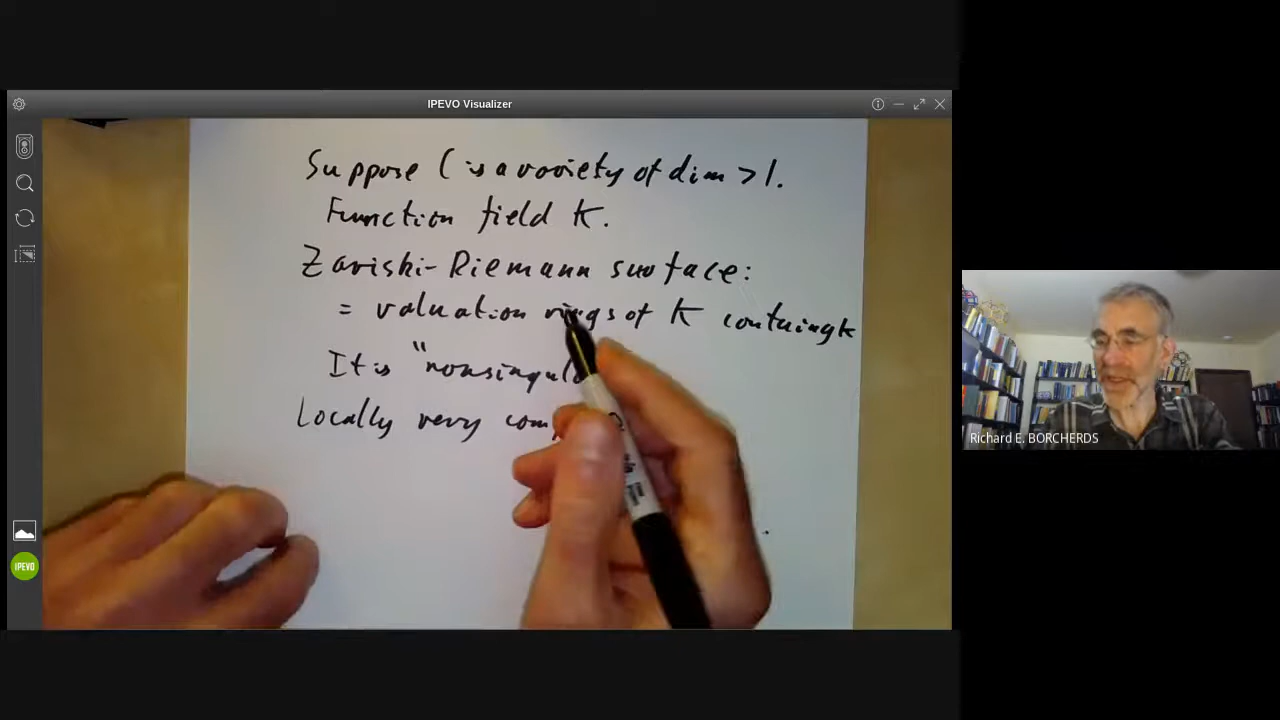 IPEVO Visualizer
Suppose C is a variety of dim > 1.
Function field K.
Zariski-Riemann surface:
= valuation rings of K containing k
It is "nonsingul
Locally very com
IPEVO
Richard E. BORCHERDS